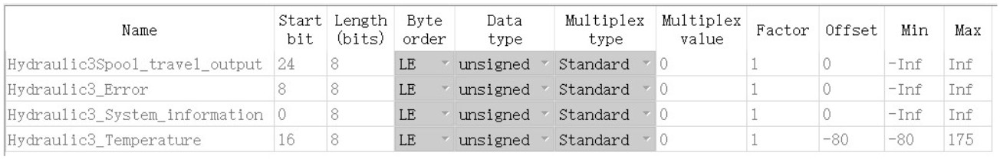 Name Start bit Length (bits) Byte order Data type Multiplex type Multiplex value Factor Offset Min Max
Hydraulic3Spool_travel_output 24 8 LE unsigned Standard 0 1 0 -Inf Inf
Hydraulic3_Error 8 8 LE unsigned Standard 0 1 0 -Inf Inf
Hydraulic3_System_information 0 8 LE unsigned Standard 0 1 0 -Inf Inf
Hydraulic3_Temperature 16 8 LE unsigned Standard 0 1 -80 -80 175